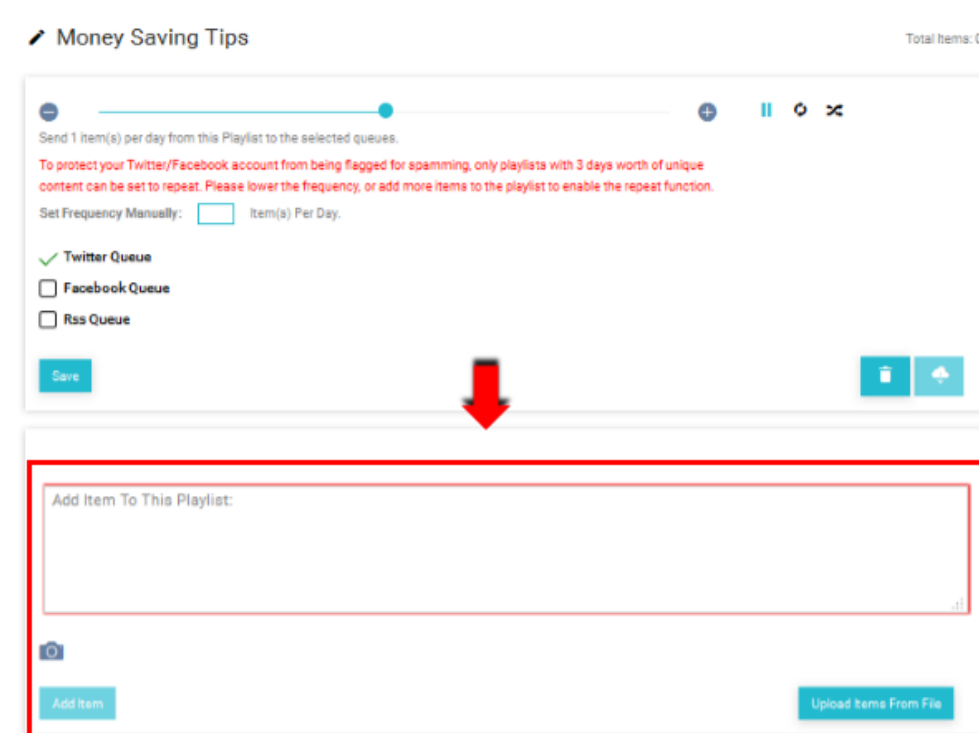 Money Saving Tips
Total Items:
Send 1 item(s) per day from this Playlist to the selected queues.
To protect your Twitter/Facebook account from being flagged for spamming, only playlists with 3 days worth of unique
content can be set to repeat. Please lower the frequency, or add more items to the playlist to enable the repeat function.
Set Frequency Manually: Item(s) Per Day.
Twitter Queue
Facebook Queue
Rss Queue
Save
Add Item To This Playlist:
Add Item
Upload Items From File